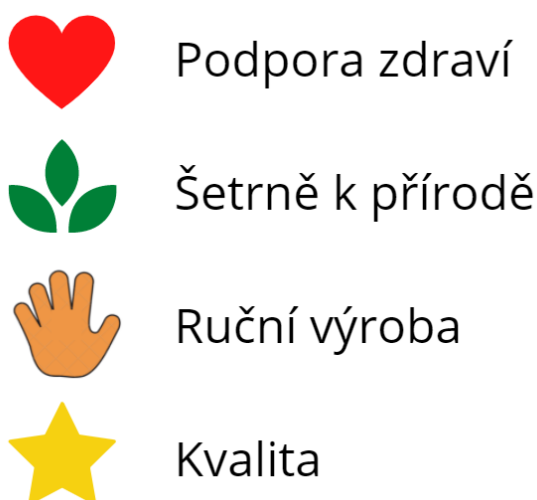 Podpora zdraví
Šetrně k přírodě
Ruční výroba
Kvalita